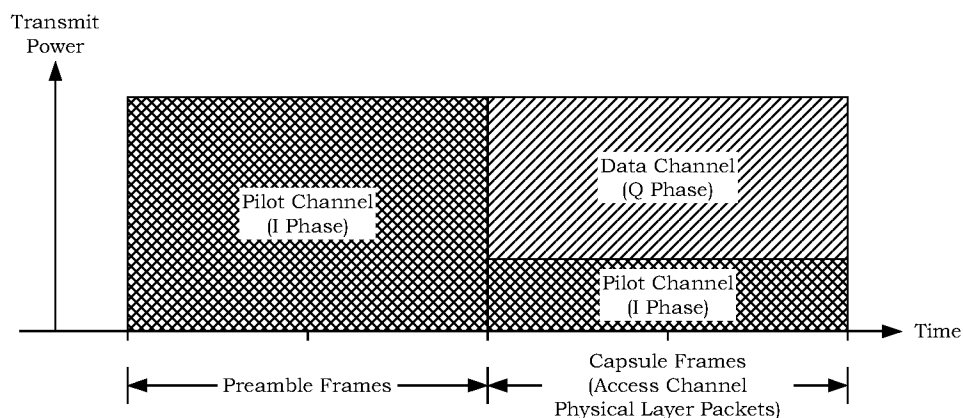 Transmit
Power
Pilot Channel
(I Phase)
Data Channel
(Q Phase)
Pilot Channel
(I Phase)
Time
Preamble Frames
Capsule Frames
(Access Channel
Physical Layer Packets)